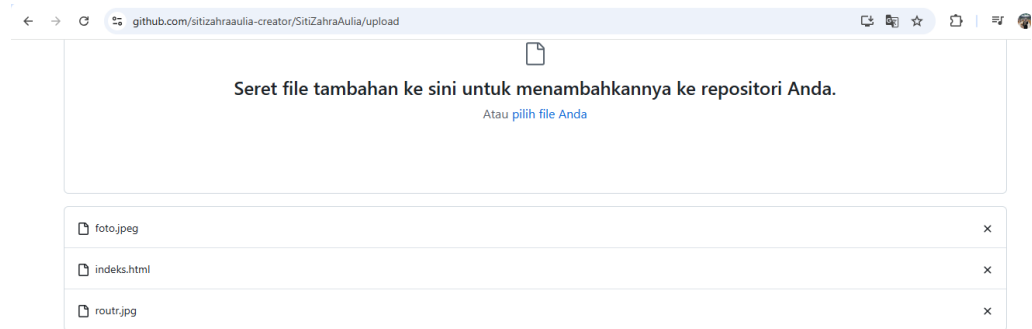 github.com/sitizahraaulia-creator/SitiZahraAulia/upload
Seret file tambahan ke sini untuk menambahkannya ke repositori Anda.
Atau pilih file Anda
foto.jpeg
indeks.html
routr.jpg